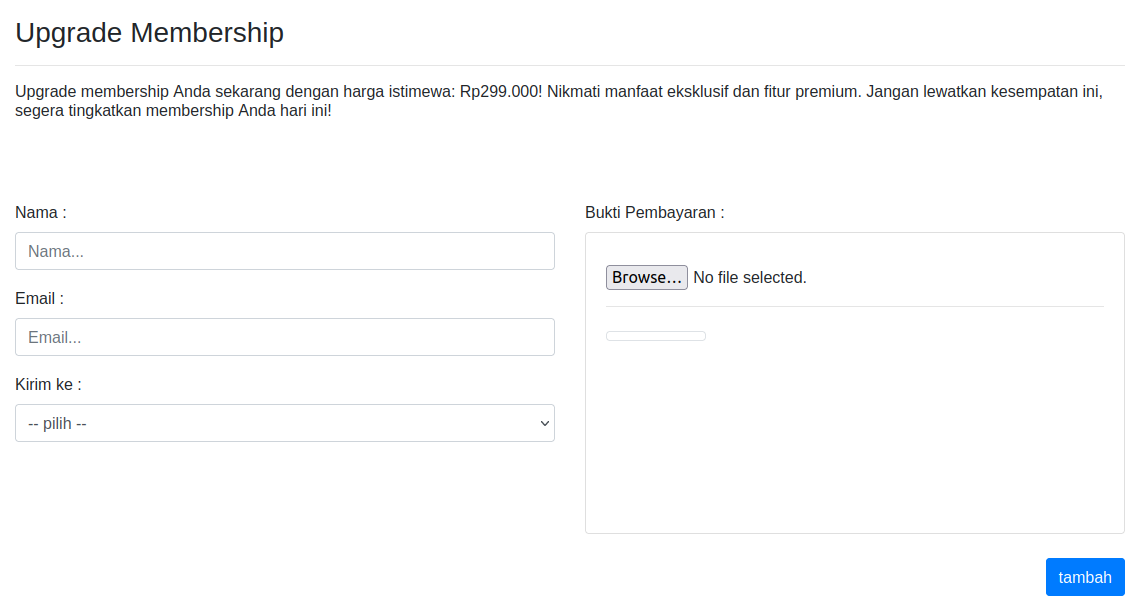 Upgrade Membership
Upgrade membership Anda sekarang dengan harga istimewa: Rp299.000! Nikmati manfaat eksklusif dan fitur premium. Jangan lewatkan kesempatan ini,
segera tingkatkan membership Anda hari ini!
Nama :
Nama...
Email :
Email...
Kirim ke :
-- pilih --
Bukti Pembayaran :
Browse... No file selected.
tambah